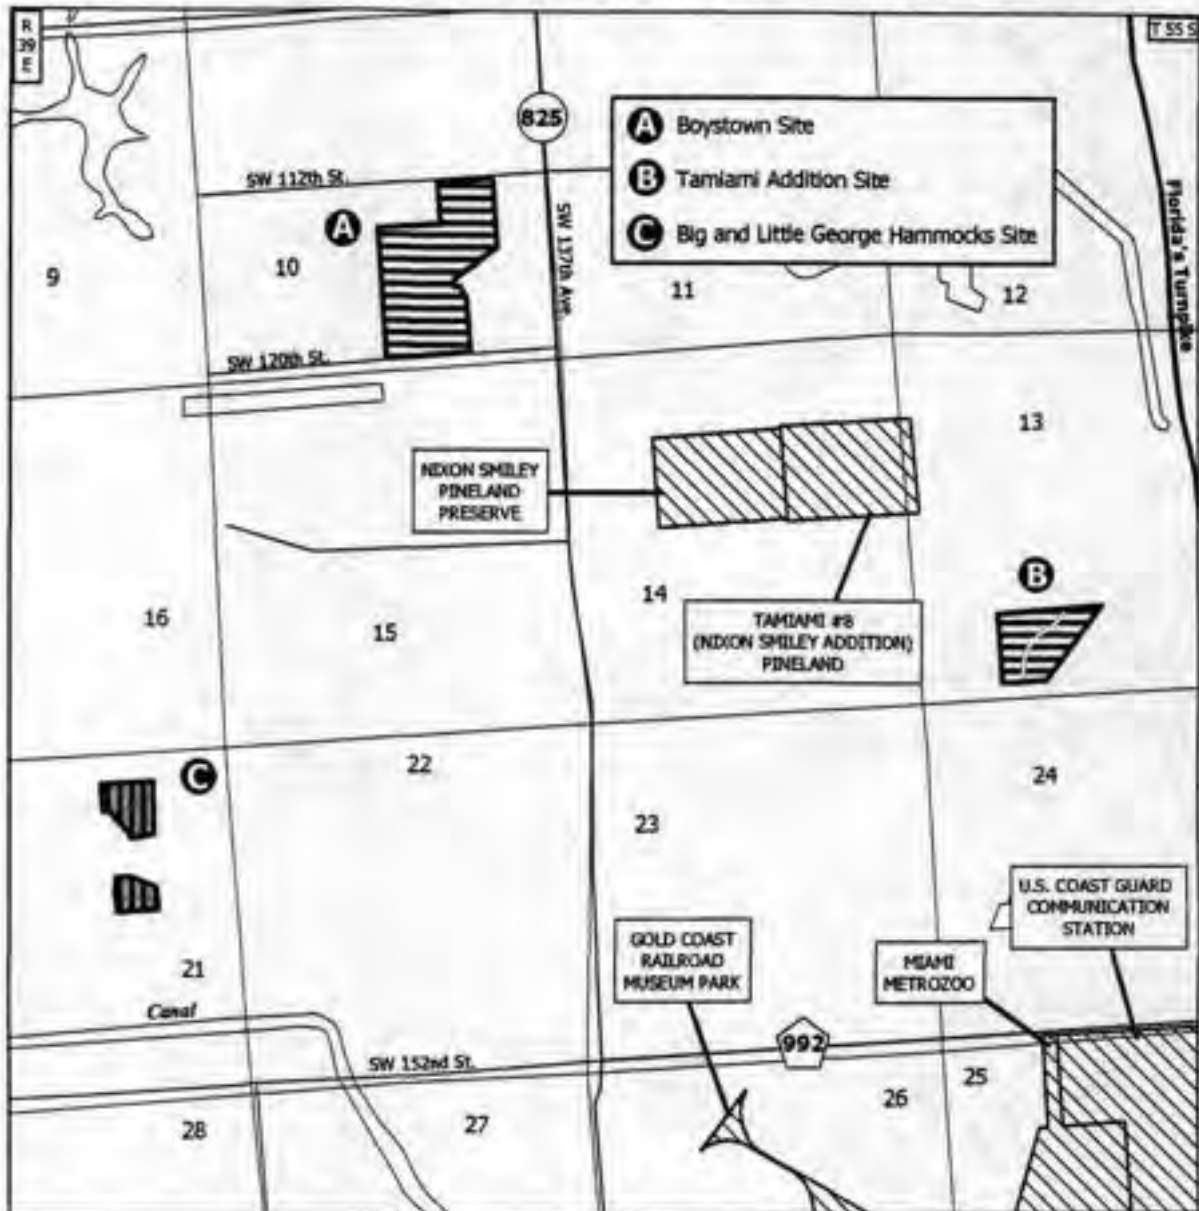 R
39
E
T 55 S
825
A Boystown Site
B Tamiami Addition Site
C Big and Little George Hammocks Site
SW 112th St.
A
SW 137th Ave.
Florida's Turnpike
9
10
11
12
SW 120th St.
13
NIXON SMILEY
PINELAND
PRESERVE
14
B
16
15
TAMIAMI #8
(NIXON SMILEY ADDITION)
PINELAND
C
22
24
23
U.S. COAST GUARD
COMMUNICATION
STATION
GOLD COAST
RAILROAD
MUSEUM PARK
MIAMI
METROZOO
21
Canal
992
SW 152nd St.
25
26
28
27